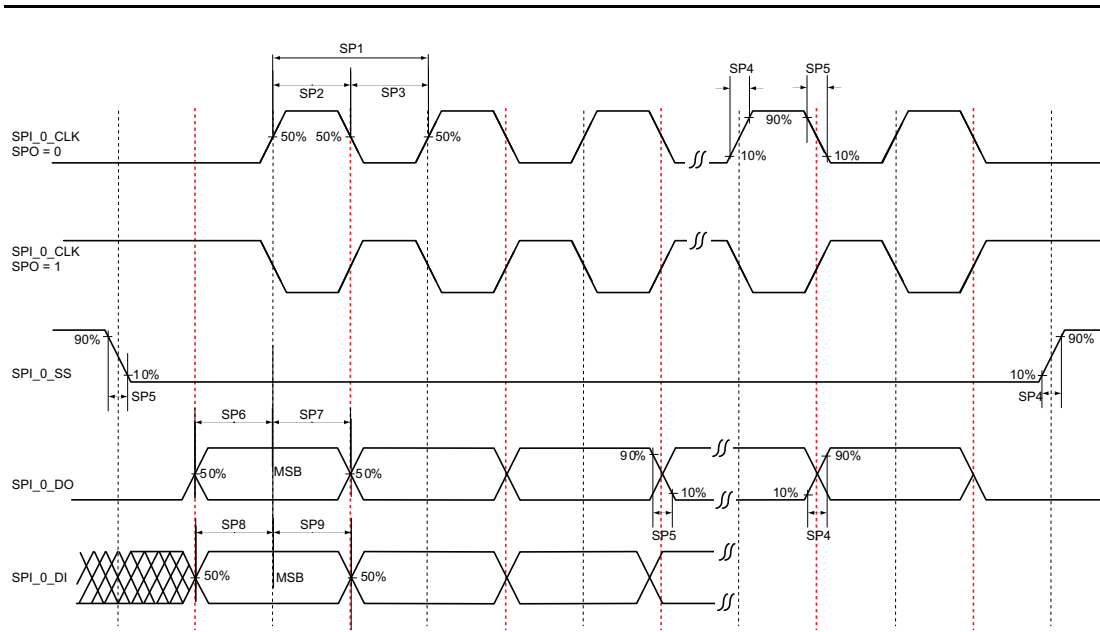 SP1
SP4 SP5
SP2 SP3
SPI_0_CLK
SPO = 0
50% 50% 50%
90%
10% 10%
SPI_0_CLK
SPO = 1
90% 90%
SPI_0_SS
10% 10%
SP5 SP4
SP6 SP7
90% 90%
50% MSB 50%
SPI_0_DO
10% 10%
SP8 SP9
SP5 SP4
SPI_0_DI
50% MSB 50%